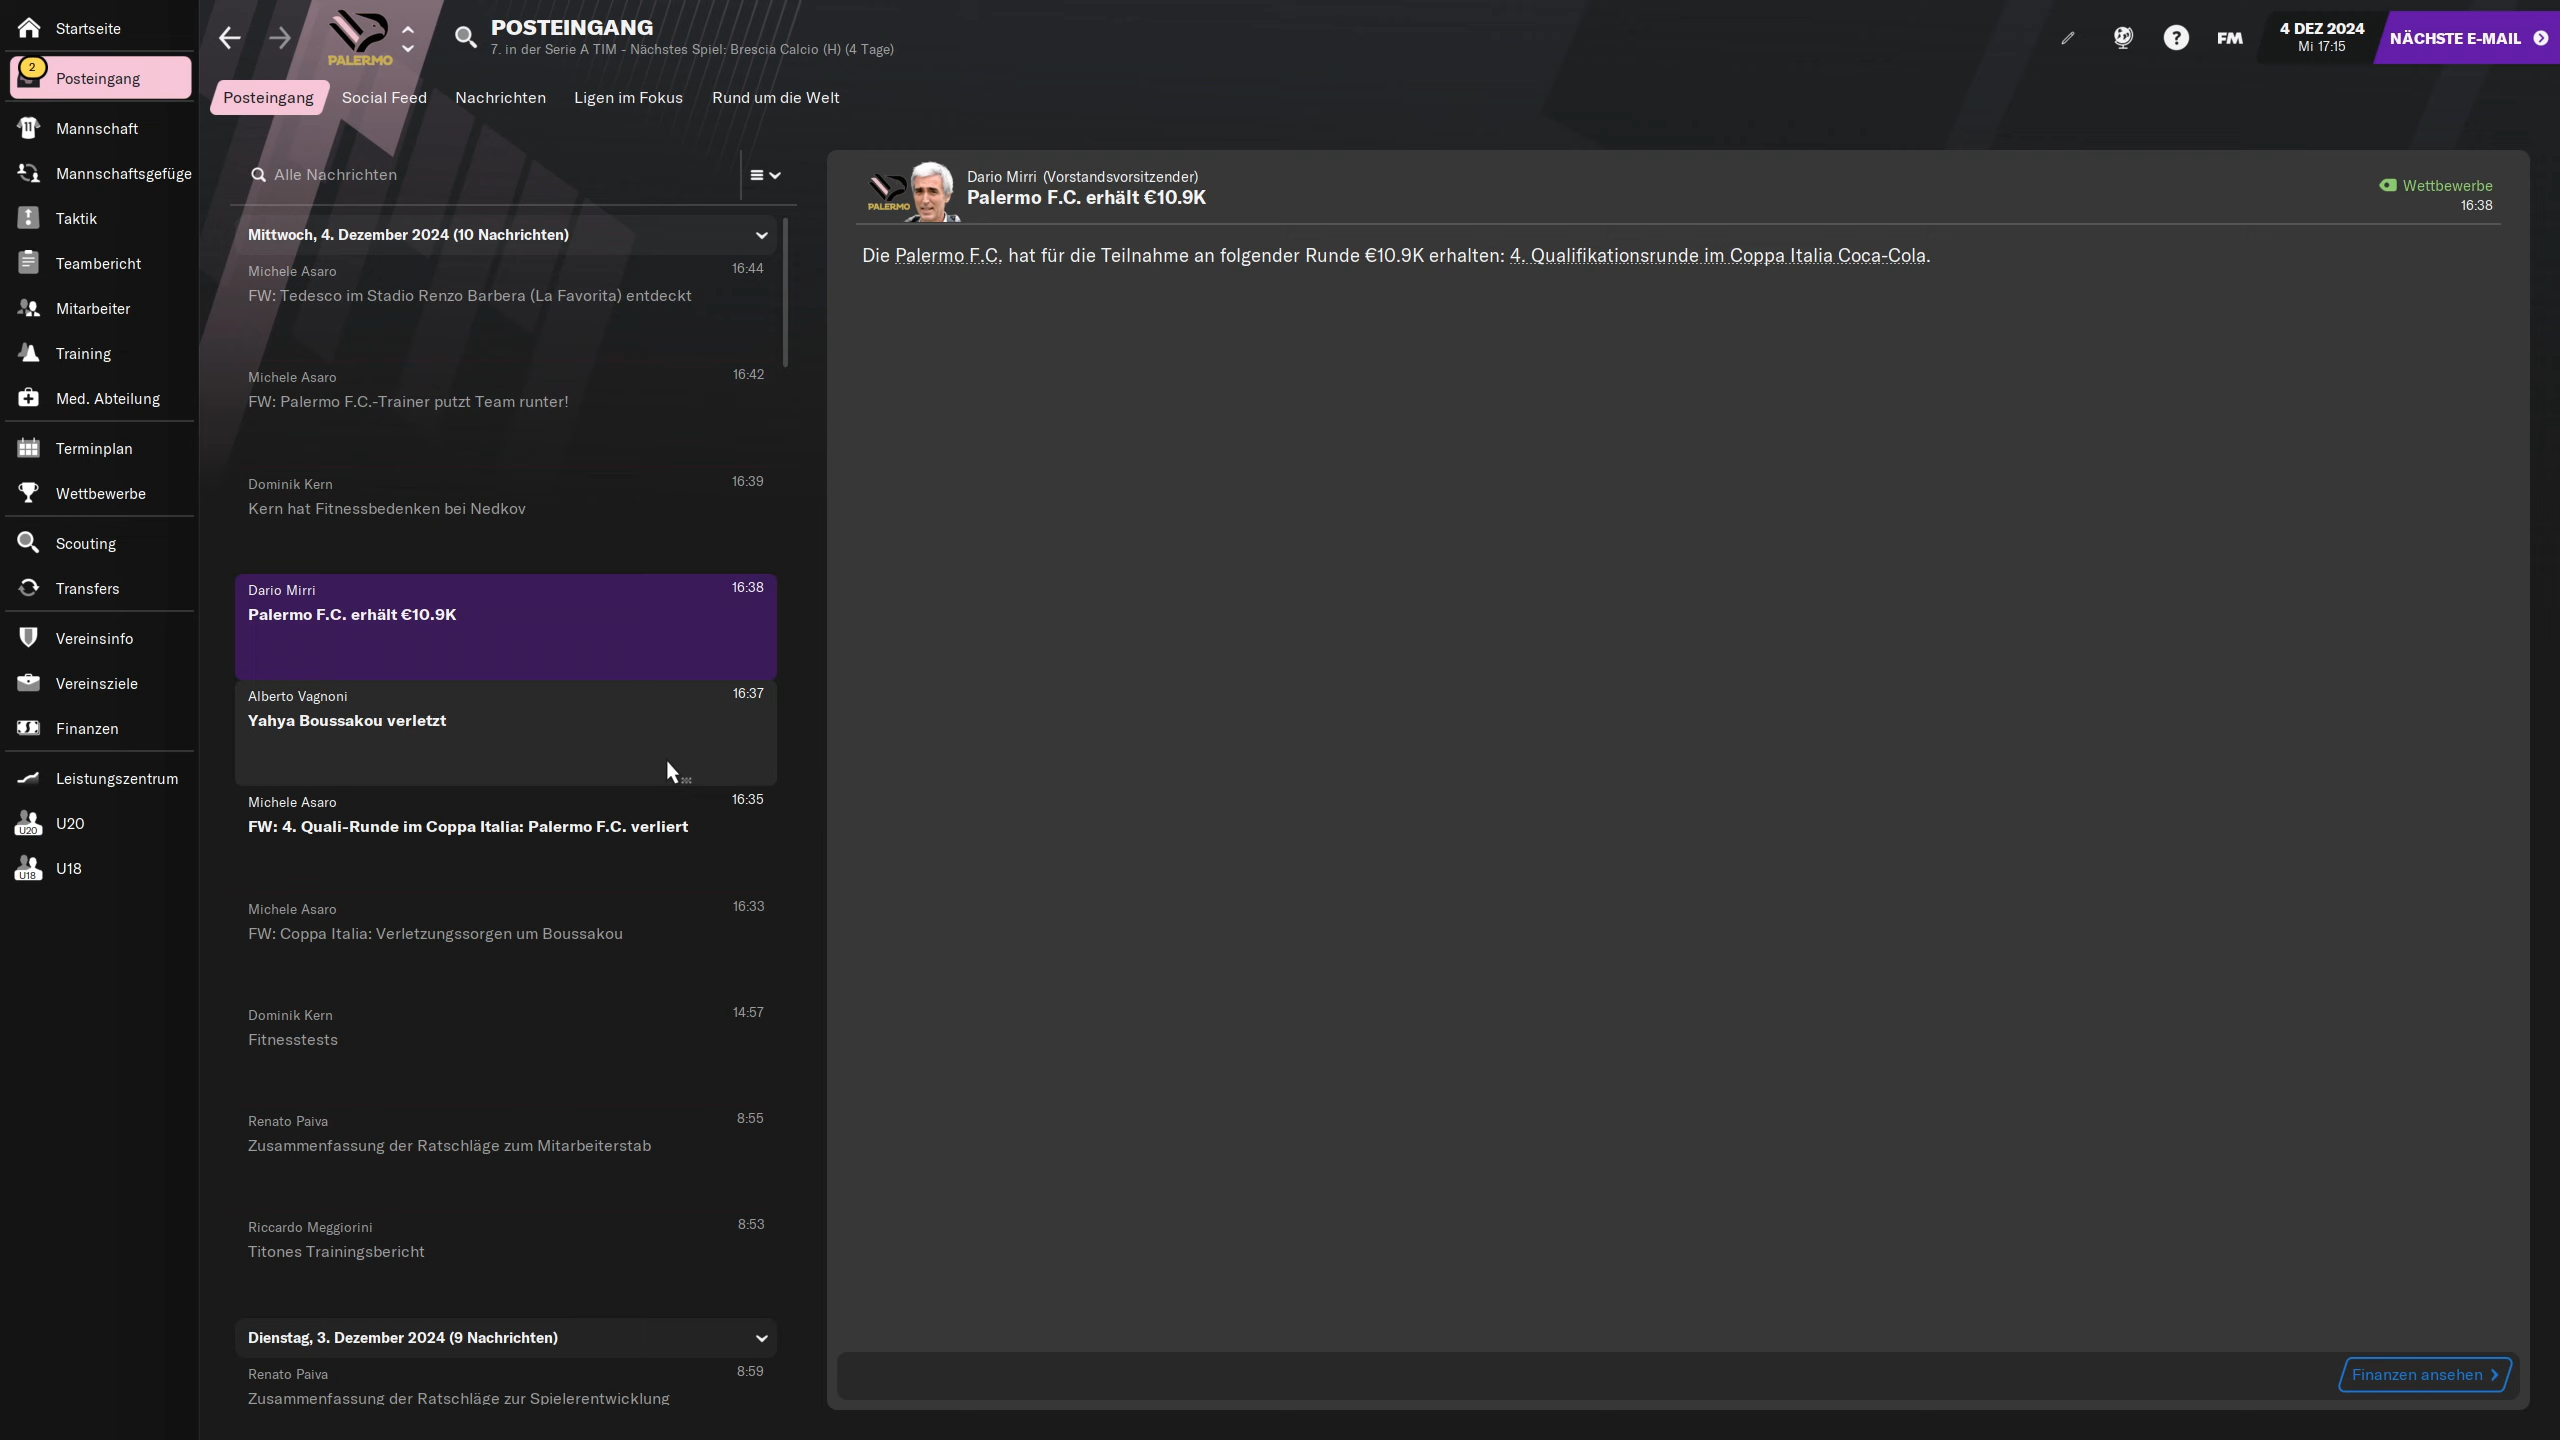 Startseite
2
Posteingang
11
Mannschaft
Mannschaftsgefüge
Taktik
Teambericht
Mitarbeiter
Training
Med. Abteilung
Terminplan
Wettbewerbe
Scouting
Transfers
Vereinsinfo
Vereinsziele
Finanzen
Leistungszentrum
U20
U20
U18
U18
PALERMO
POSTEINGANG
7. in der Serie A TIM - Nächstes Spiel: Brescia Calcio (H) (4 Tage)
?
FM
4 DEZ 2024
Mi 17:15
NÄCHSTE E-MAIL
Posteingang
Social Feed
Nachrichten
Ligen im Fokus
Rund um die Welt
Alle Nachrichten
Mittwoch, 4. Dezember 2024 (10 Nachrichten)
Michele Asaro
16:44
FW: Tedesco im Stadio Renzo Barbera (La Favorita) entdeckt
Michele Asaro
16:42
FW: Palermo F.C.-Trainer putzt Team runter!
Dominik Kern
16:39
Kern hat Fitnessbedenken bei Nedkov
Dario Mirri
16:38
Palermo F.C. erhält €10.9K
Alberto Vagnoni
16:37
Yahya Boussakou verletzt
Michele Asaro
16:35
FW: 4. Quali-Runde im Coppa Italia: Palermo F.C. verliert
Michele Asaro
16:33
FW: Coppa Italia: Verletzungssorgen um Boussakou
Dominik Kern
14:57
Fitnesstests
Renato Paiva
8:55
Zusammenfassung der Ratschläge zum Mitarbeiterstab
Riccardo Meggiorini
8:53
Titones Trainingsbericht
Dienstag, 3. Dezember 2024 (9 Nachrichten)
Renato Paiva
8:59
Zusammenfassung der Ratschläge zur Spielerentwicklung
PALERMO
Dario Mirri (Vorstandsvorsitzender)
Palermo F.C. erhält €10.9K
Wettbewerbe
16:38
Die Palermo F.C. hat für die Teilnahme an folgender Runde €10.9K erhalten: 4. Qualifikationsrunde im Coppa Italia Coca-Cola.
Finanzen ansehen